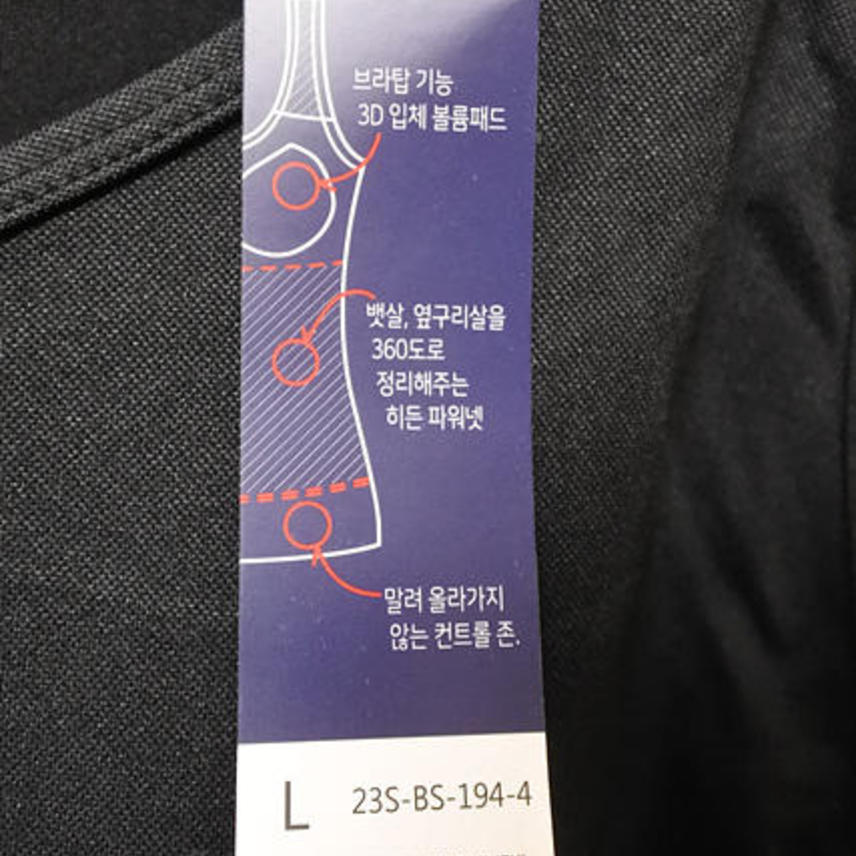 브라탑 기능
3D 입체 볼륨패드
뱃살, 옆구리살을
360도로
정리해주는
히든 파워넷
말려 올라가지
않는 컨트롤 존.
L 23S-BS-194-4